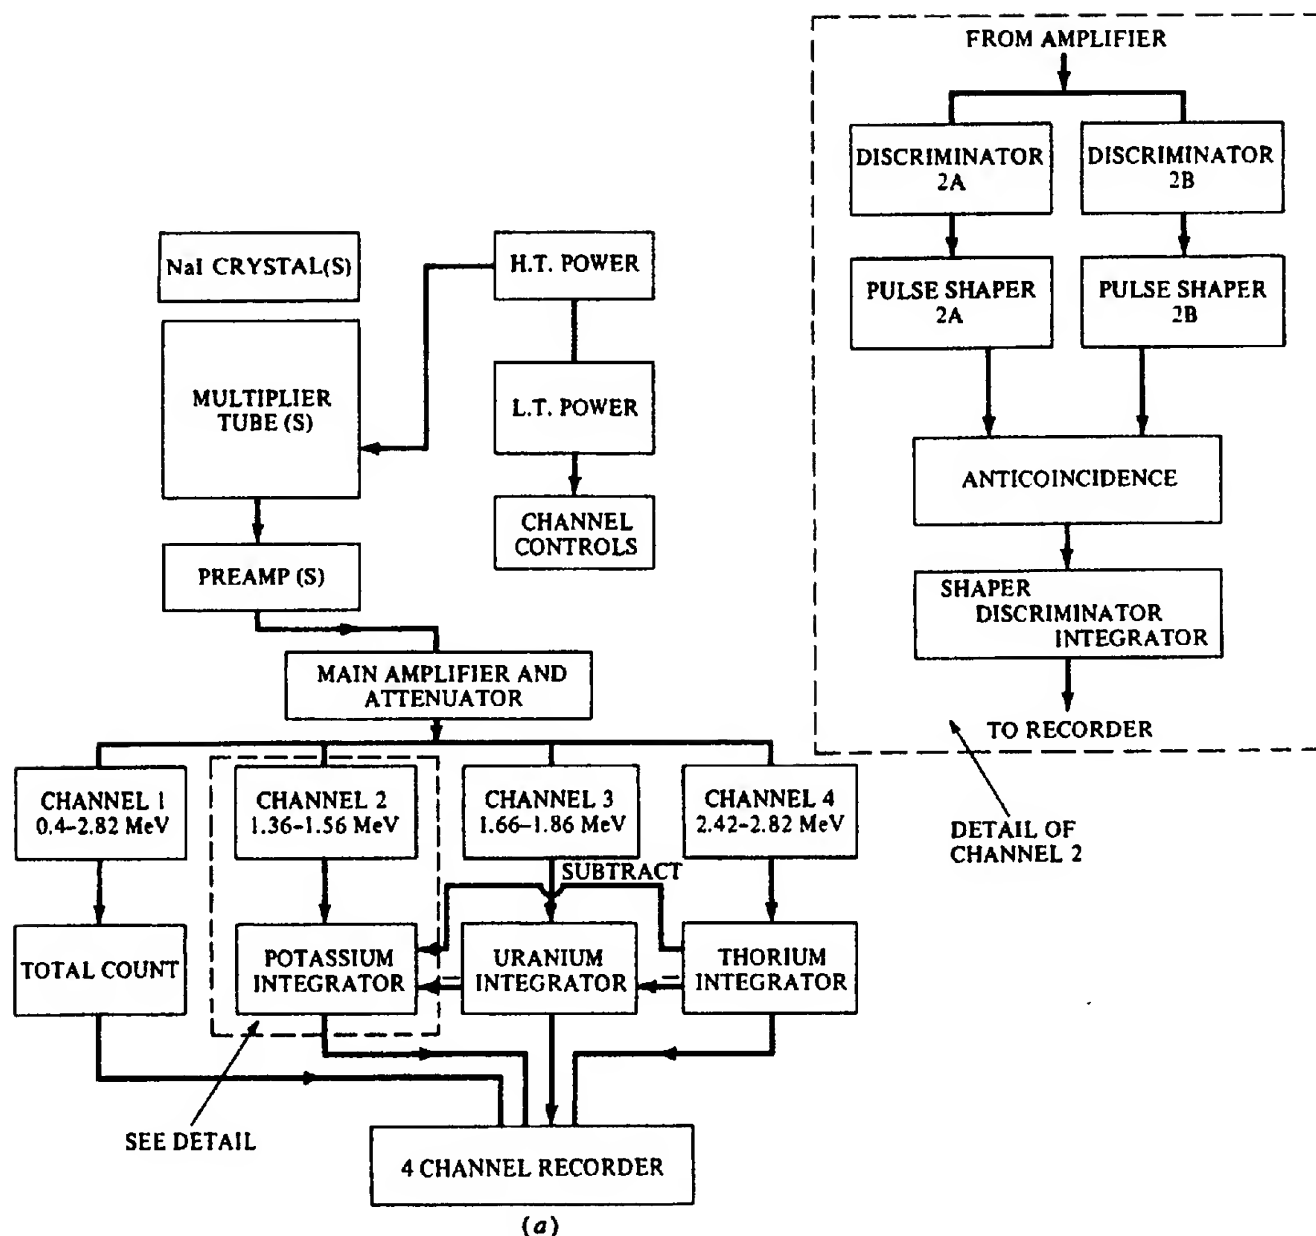 FROM AMPLIFIER
DISCRIMINATOR
2A
DISCRIMINATOR
2B
PULSE SHAPER
2A
PULSE SHAPER
2B
ANTICOINCIDENCE
SHAPER
DISCRIMINATOR
INTEGRATOR
TO RECORDER
DETAIL OF
CHANNEL 2
NaI CRYSTAL(S)
H.T. POWER
MULTIPLIER
TUBE (S)
L.T. POWER
CHANNEL
CONTROLS
PREAMP (S)
MAIN AMPLIFIER AND
ATTENUATOR
CHANNEL 1
0.4–2.82 MeV
CHANNEL 2
1.36–1.56 MeV
CHANNEL 3
1.66–1.86 MeV
CHANNEL 4
2.42–2.82 MeV
SUBTRACT
TOTAL COUNT
POTASSIUM
INTEGRATOR
URANIUM
INTEGRATOR
THORIUM
INTEGRATOR
SEE DETAIL
4 CHANNEL RECORDER
(a)